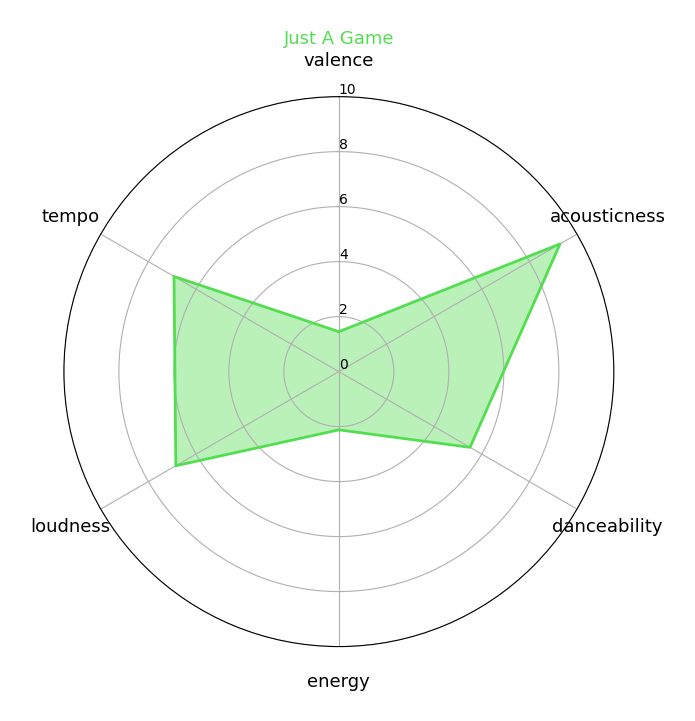 Just A Game
valence
10
8
6
4
2
0
tempo
acousticness
loudness
danceability
energy